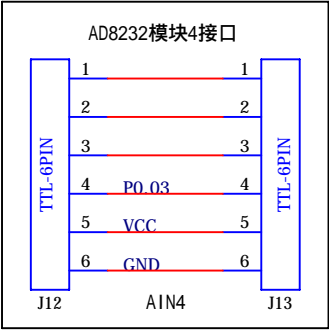 AD8232模块4接口
1 1
2 2
3 3
4 P0.03 4
5 VCC 5
6 GND 6
TTL-6PIN
TTL-6PIN
J12 AIN4 J13